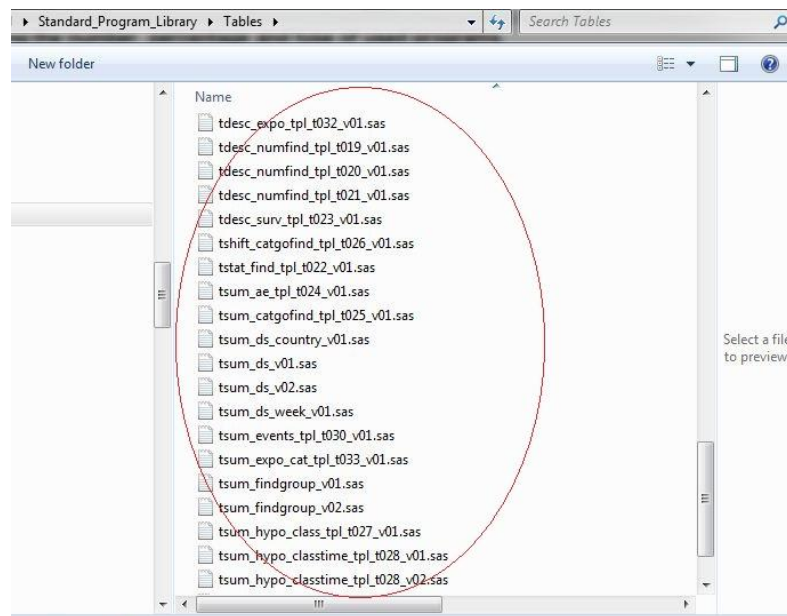 Standard_Program_Library ▸ Tables ▸
Search Tables
New folder
Name
tdesc_expo_tpl_t032_v01.sas
tdesc_numfind_tpl_t019_v01.sas
tdesc_numfind_tpl_t020_v01.sas
tdesc_numfind_tpl_t021_v01.sas
tdesc_surv_tpl_t023_v01.sas
tshift_catgofind_tpl_t026_v01.sas
tstat_find_tpl_t022_v01.sas
tsum_ae_tpl_t024_v01.sas
tsum_catgofind_tpl_t025_v01.sas
tsum_ds_country_v01.sas
tsum_ds_v01.sas
tsum_ds_v02.sas
tsum_ds_week_v01.sas
tsum_events_tpl_t030_v01.sas
tsum_expo_cat_tpl_t033_v01.sas
tsum_findgroup_v01.sas
tsum_findgroup_v02.sas
tsum_hypo_class_tpl_t027_v01.sas
tsum_hypo_classtime_tpl_t028_v01.sas
tsum_hypo_classtime_tpl_t028_v02.sas
Select a file
to preview